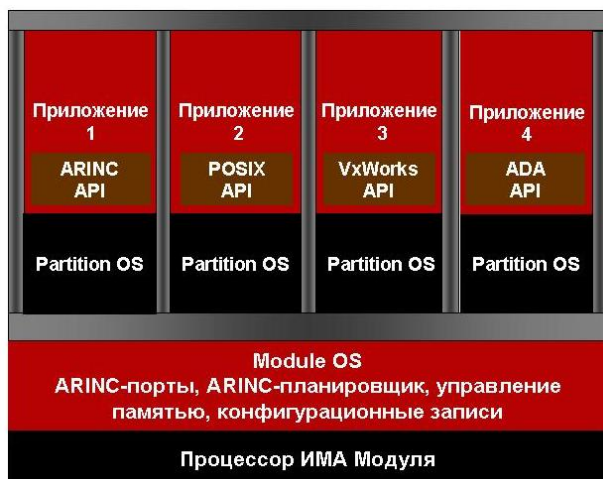 Приложение
1
Приложение
2
Приложение
3
Приложение
4
ARINC
API
POSIX
API
VxWorks
API
ADA
API
Partition OS
Partition OS
Partition OS
Partition OS
Module OS
ARINC-порты, ARINC-планировщик, управление
памятью, конфигурационные записи
Процессор ИМА Модуля